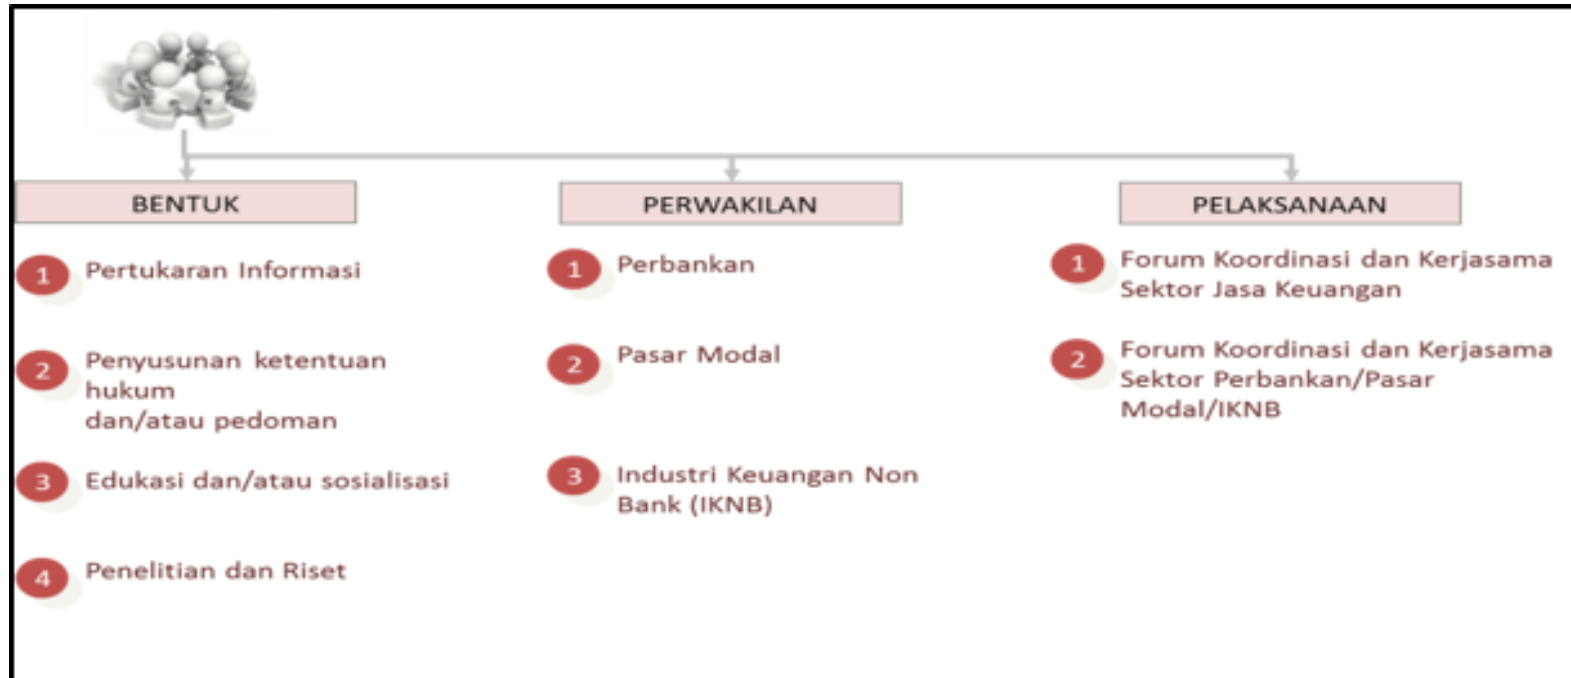 BENTUK
1 Pertukaran Informasi
2 Penyusunan ketentuan
hukum
dan/atau pedoman
3 Edukasi dan/atau sosialisasi
4 Penelitian dan Riset
PERWAKILAN
1 Perbankan
2 Pasar Modal
3 Industri Keuangan Non
Bank (IKNB)
PELAKSANAAN
1 Forum Koordinasi dan Kerjasama
Sektor Jasa Keuangan
2 Forum Koordinasi dan Kerjasama
Sektor Perbankan/Pasar
Modal/IKNB